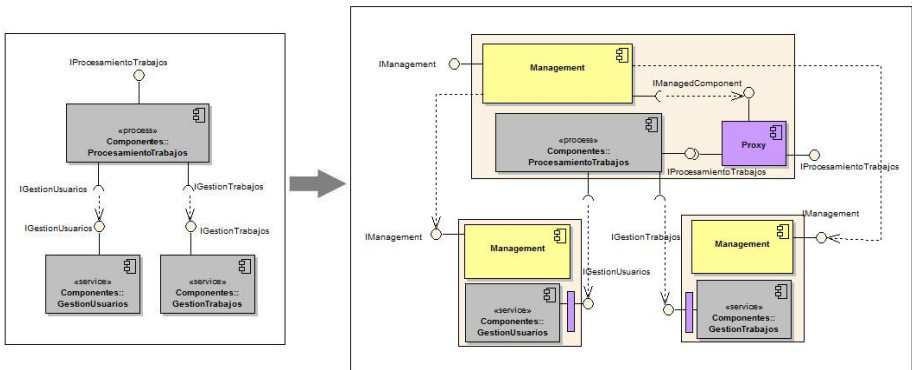 IProcesamientoTrabajos
«process»
Componentes::
ProcesamientoTrabajos
IGestionUsuarios
IGestionTrabajos
IGestionUsuarios
IGestionTrabajos
«service»
Componentes::
GestionUsuarios
«service»
Componentes::
GestionTrabajos
IManagement
Management
IManagedComponent
«process»
Componentes::
ProcesamientoTrabajos
Proxy
IProcesamientoTrabajos
IProcesamientoTrabajos
IManagement
Management
IGestionUsuarios
«service»
Componentes::
GestionUsuarios
IGestionTrabajos
IManagement
Management
«service»
Componentes::
GestionTrabajos